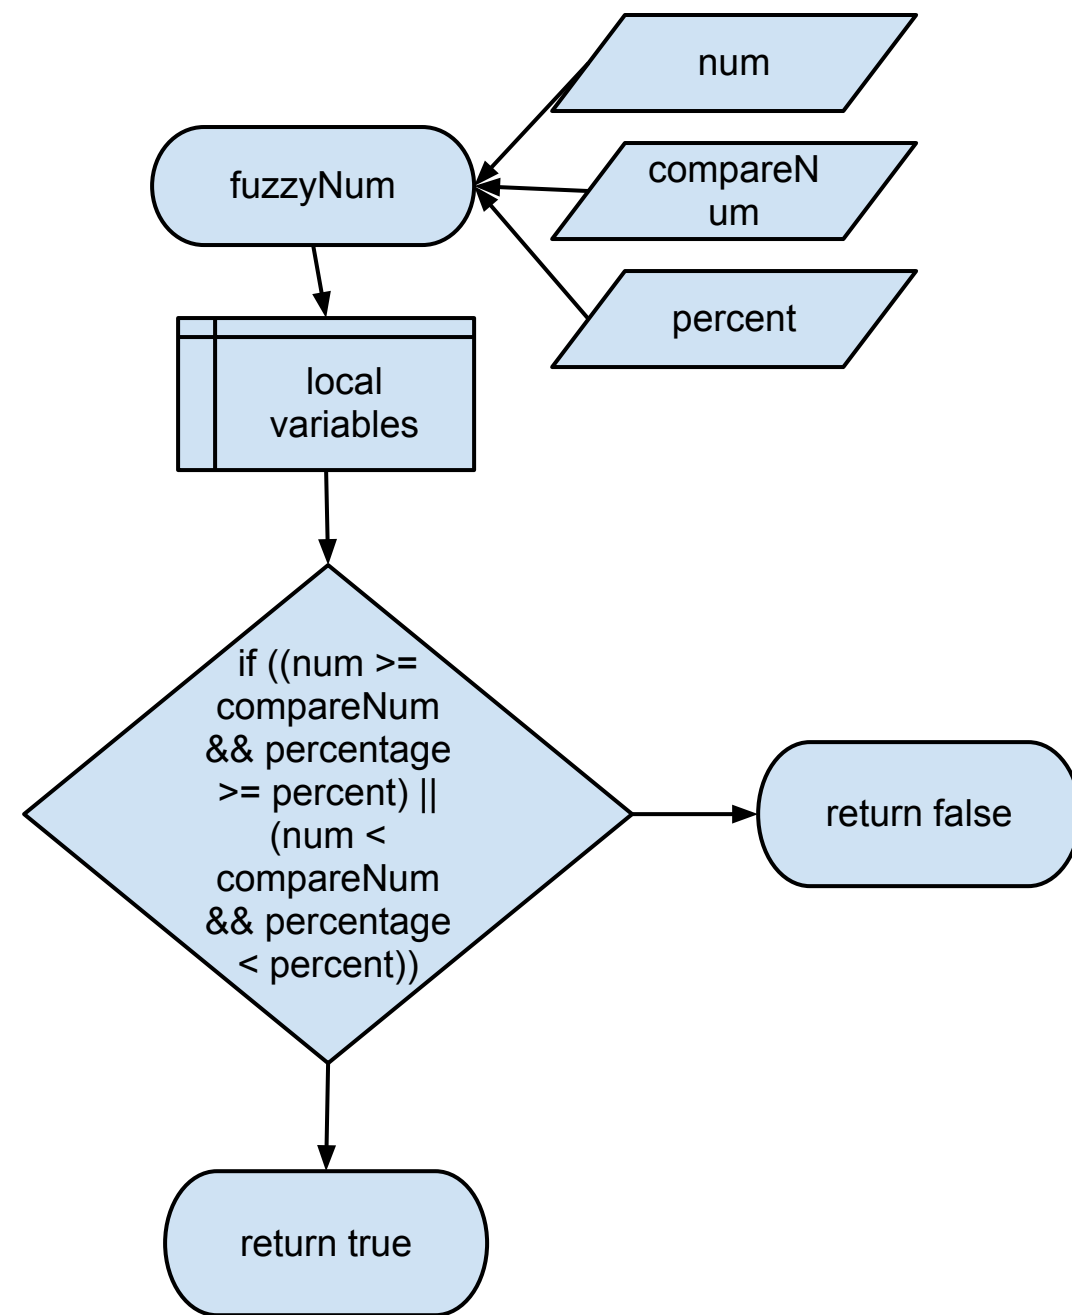 num
fuzzyNum
compareN
um
percent
local
variables
if ((num >=
compareNum
&& percentage
>= percent) ||
(num <
compareNum
&& percentage
< percent))
return false
return true